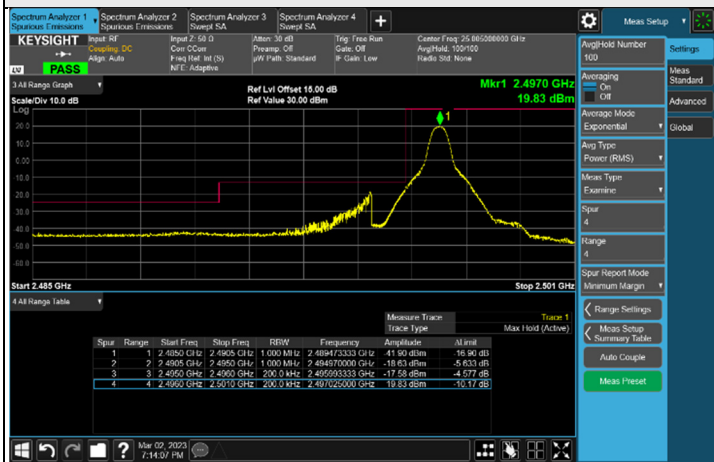 Spectrum Analyzer 1
Spurious Emissions
Spectrum Analyzer 2
Spurious Emissions
Spectrum Analyzer 3
Swept SA
Spectrum Analyzer 4
Swept SA
Meas Setup
KEYSIGHT
Input: RF
Coupling: DC
Align: Auto
Input Z: 50 Ω
Corr CCorr
Freq Ref: Int (S)
NFE: Adaptive
Atten: 30 dB
Preamp: Off
µW Path: Standard
Trig: Free Run
Gate: Off
IF Gain: Low
Center Freq: 25.005000000 GHz
Avg|Hold: 100/100
Radio Std: None
PASS
3 All Range Graph
Scale/Div 10.0 dB
Ref Lvl Offset 15.00 dB
Ref Value 30.00 dBm
Mkr1 2.4970 GHz
19.83 dBm
Log
20.0
10.0
0.00
10.0
20.0
30.0
-40.0
-50.0
-60.0
1
Start 2.485 GHz
Stop 2.501 GHz
4 All Range Table
Measure Trace Trace 1
Trace Type Max Hold (Active)
Spur Range Start Freq Stop Freq RBW Frequency Amplitude ΔLimit
1 1 2.4850 GHz 2.4905 GHz 1.000 MHz 2.489473333 GHz -41.90 dBm -16.90 dB
2 2 2.4905 GHz 2.4950 GHz 1.000 MHz 2.494970000 GHz -18.63 dBm -5.633 dB
3 3 2.4950 GHz 2.4960 GHz 200.0 kHz 2.495993333 GHz -17.58 dBm -4.577 dB
4 4 2.4960 GHz 2.5010 GHz 200.0 kHz 2.497025000 GHz 19.83 dBm -10.17 dB
Avg|Hold Number
100
Averaging
On
Off
Average Mode
Exponential
Avg Type
Power (RMS)
Meas Type
Examine
Spur
4
Range
4
Spur Report Mode
Minimum Margin
Range Settings
Meas Setup
Summary Table
Auto Couple
Meas Preset
Settings
Meas
Standard
Advanced
Global
Mar 02, 2023
7:14:07 PM